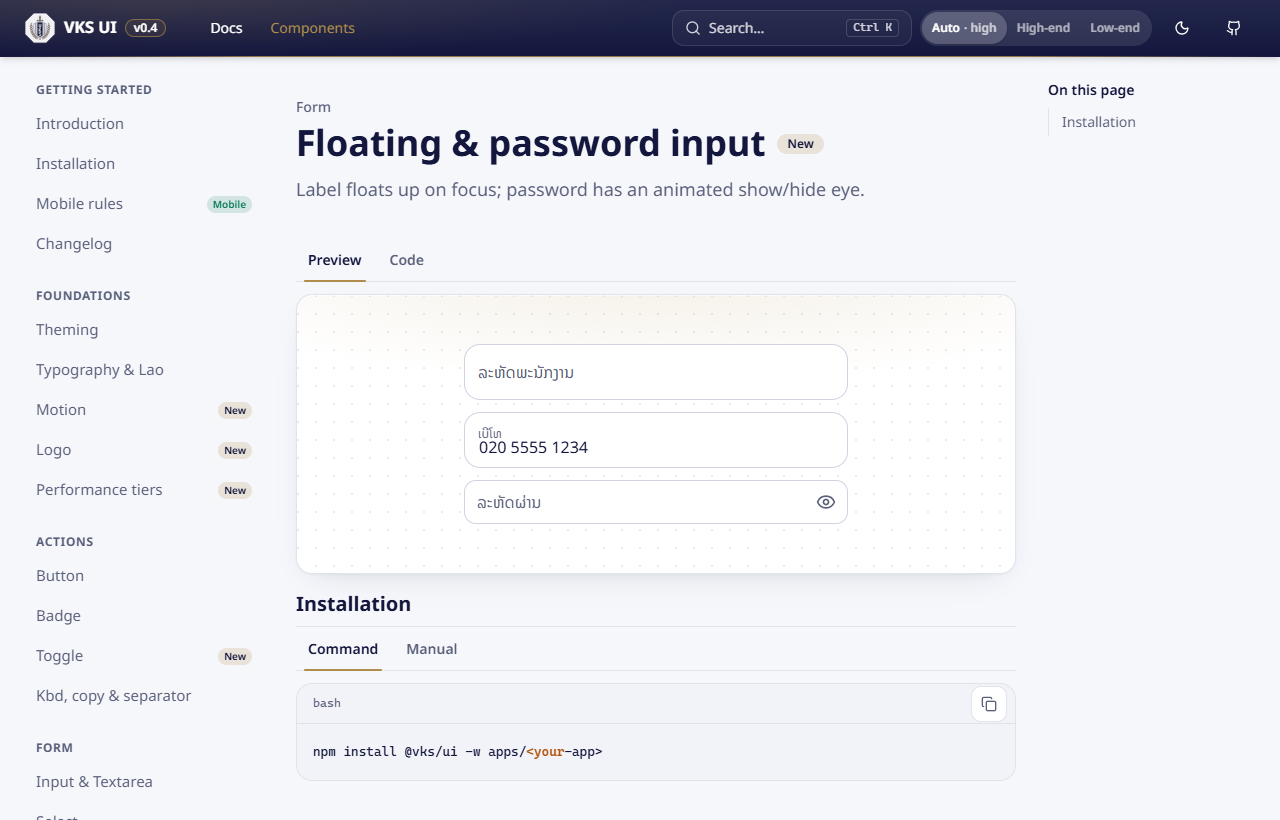 VKS UI v0.4 Docs Components Search... Ctrl K Auto · high High-end Low-end
GETTING STARTED
Introduction
Installation
Mobile rules Mobile
Changelog
FOUNDATIONS
Theming
Typography & Lao
Motion New
Logo New
Performance tiers New
ACTIONS
Button
Badge
Toggle New
Kbd, copy & separator
FORM
Input & Textarea
Select
Form
Floating & password input New
Label floats up on focus; password has an animated show/hide eye.
Preview Code
ລະຫັດພະນັກງານ
ເບີໂທ
020 5555 1234
ລະຫັດຜ່ານ
Installation
Command Manual
bash
npm install @vks/ui -w apps/<your-app>
On this page
Installation